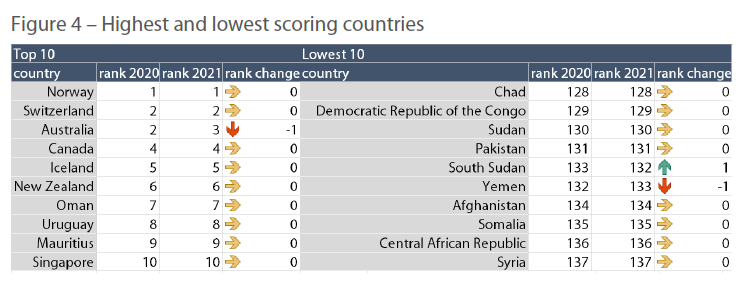 Figure 4 – Highest and lowest scoring countries
Top 10 Lowest 10
country rank 2020 rank 2021 rank change country rank 2020 rank 2021 rank change
Norway 1 1 0 Chad 128 128 0
Switzerland 2 2 0 Democratic Republic of the Congo 129 129 0
Australia 2 3 -1 Sudan 130 130 0
Canada 4 4 0 Pakistan 131 131 0
Iceland 5 5 0 South Sudan 133 132 1
New Zealand 6 6 0 Yemen 132 133 -1
Oman 7 7 0 Afghanistan 134 134 0
Uruguay 8 8 0 Somalia 135 135 0
Mauritius 9 9 0 Central African Republic 136 136 0
Singapore 10 10 0 Syria 137 137 0